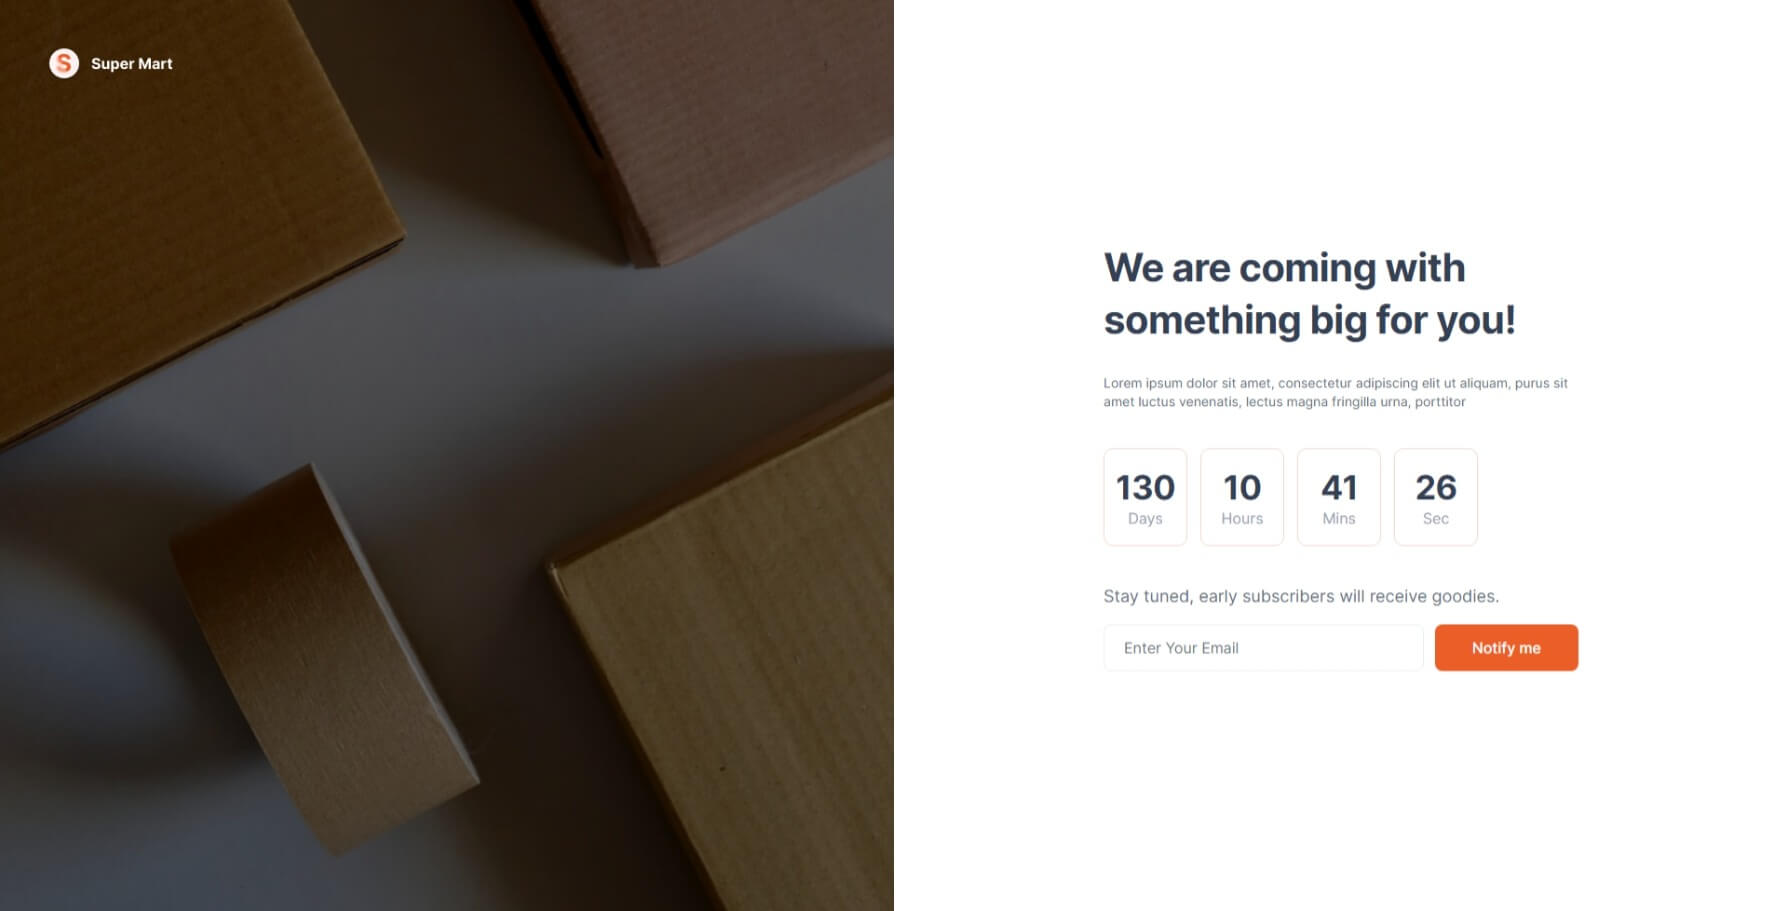 S Super Mart
We are coming with
something big for you!
Lorem ipsum dolor sit amet, consectetur adipiscing elit ut aliquam, purus sit
amet luctus venenatis, lectus magna fringilla urna, porttitor
130 10 41 26
Days Hours Mins Sec
Stay tuned, early subscribers will receive goodies.
Enter Your Email Notify me